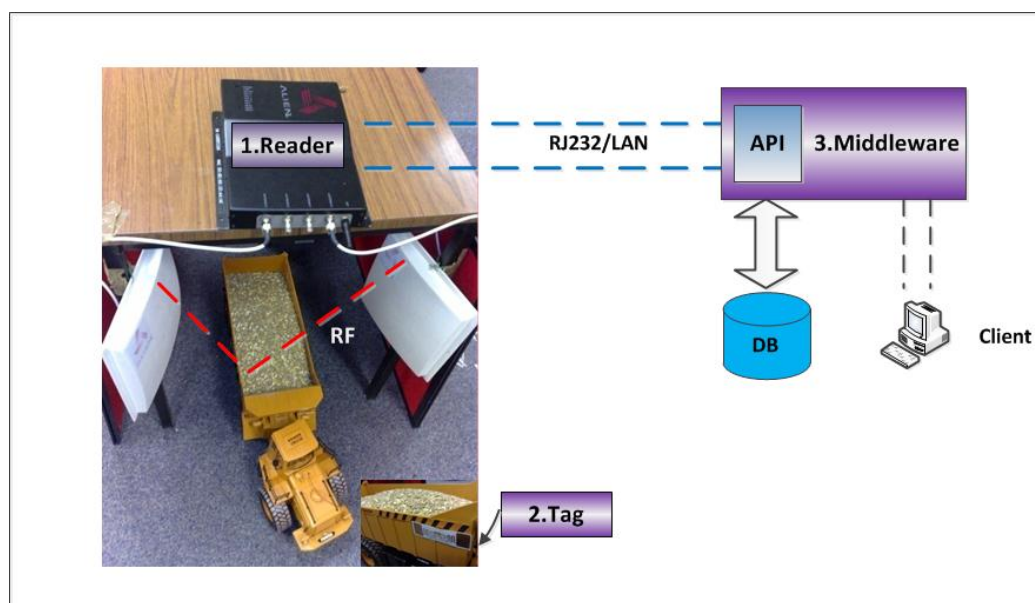 ALIEN
1.Reader
RJ232/LAN
API
3.Middleware
RF
DB
Client
2.Tag